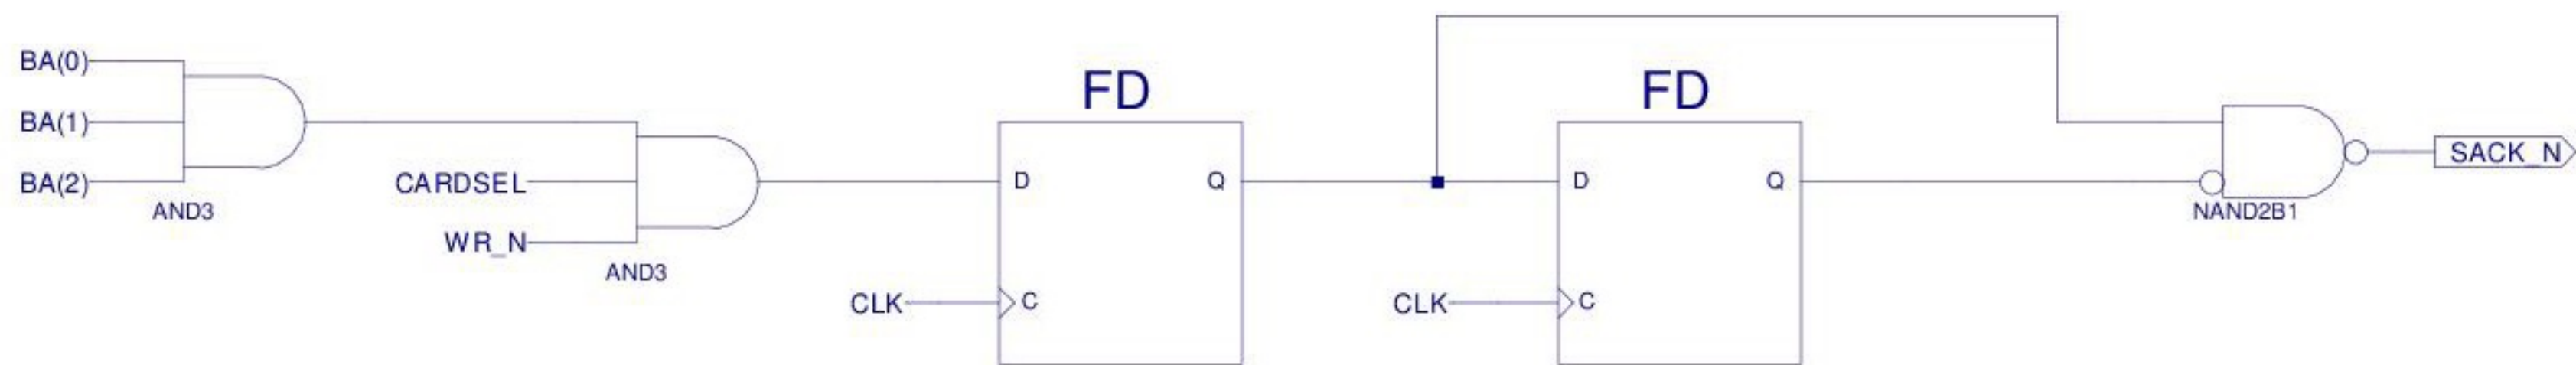 BA(0)
BA(1)
BA(2)
AND3
CARDSEL
WR_N
AND3
FD
D
Q
CLK
C
FD
D
Q
CLK
C
NAND2B1
SACK_N